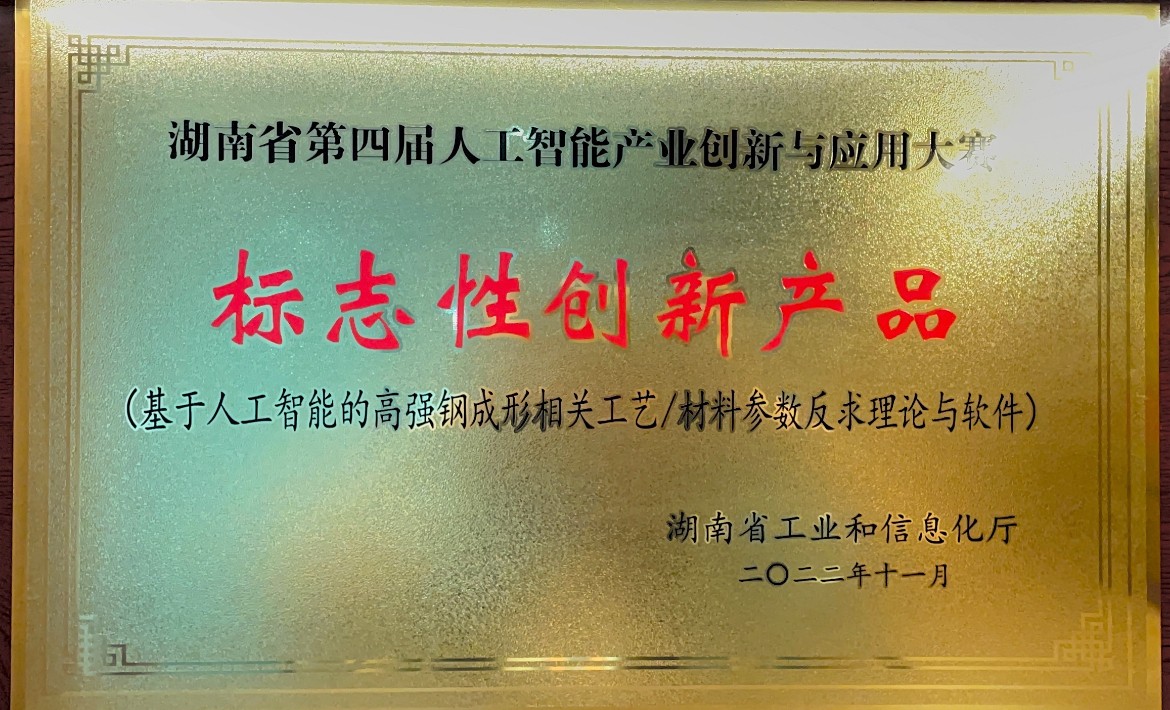 湖南省第四届人工智能产业创新与应用大赛
标志性创新产品
（基于人工智能的高强钢成形相关工艺/材料参数反求理论与软件）
湖南省工业和信息化厅
二〇二二年十一月